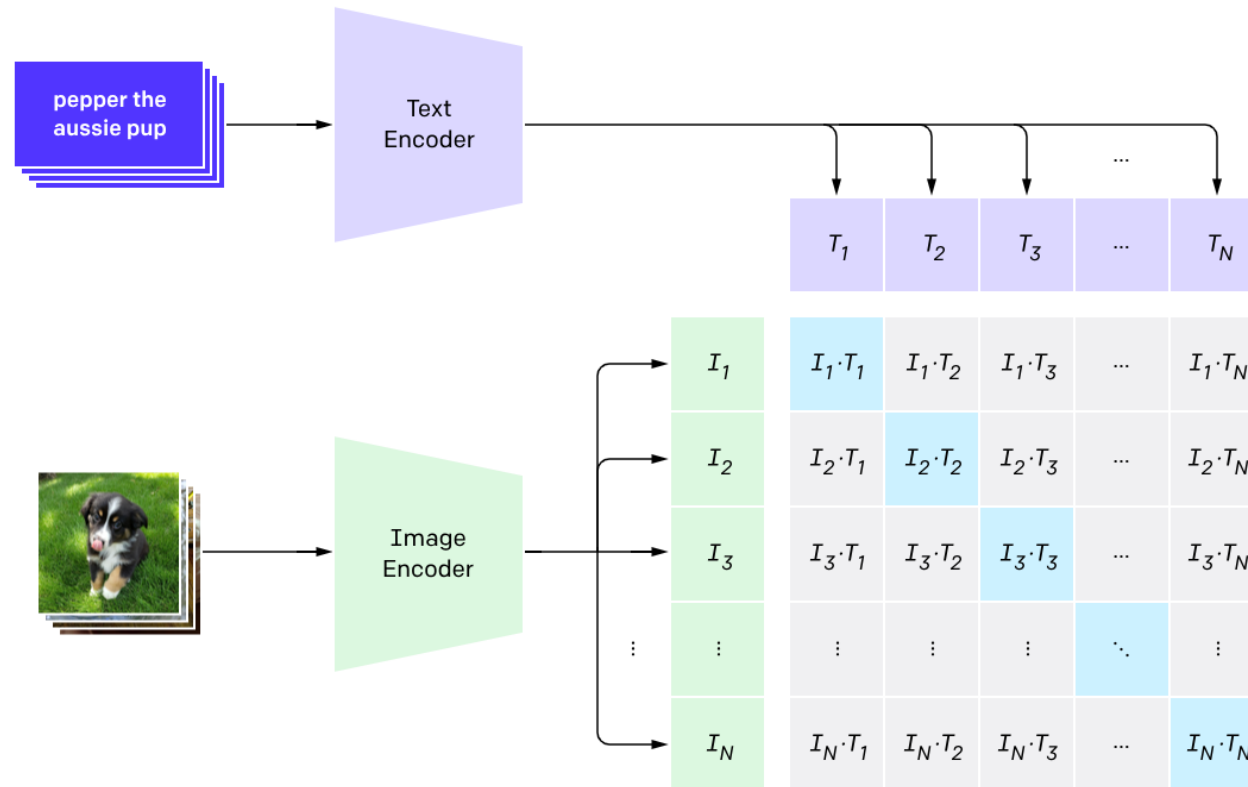 pepper the
aussie pup
Text
Encoder
...
T1 T2 T3 ... TN
I1 I1·T1 I1·T2 I1·T3 ... I1·TN
I2 I2·T1 I2·T2 I2·T3 ... I2·TN
Image
Encoder
I3 I3·T1 I3·T2 I3·T3 ... I3·TN
⋮ ⋮ ⋮ ⋮ ⋮ ⋱ ⋮
IN IN·T1 IN·T2 IN·T3 ... IN·TN